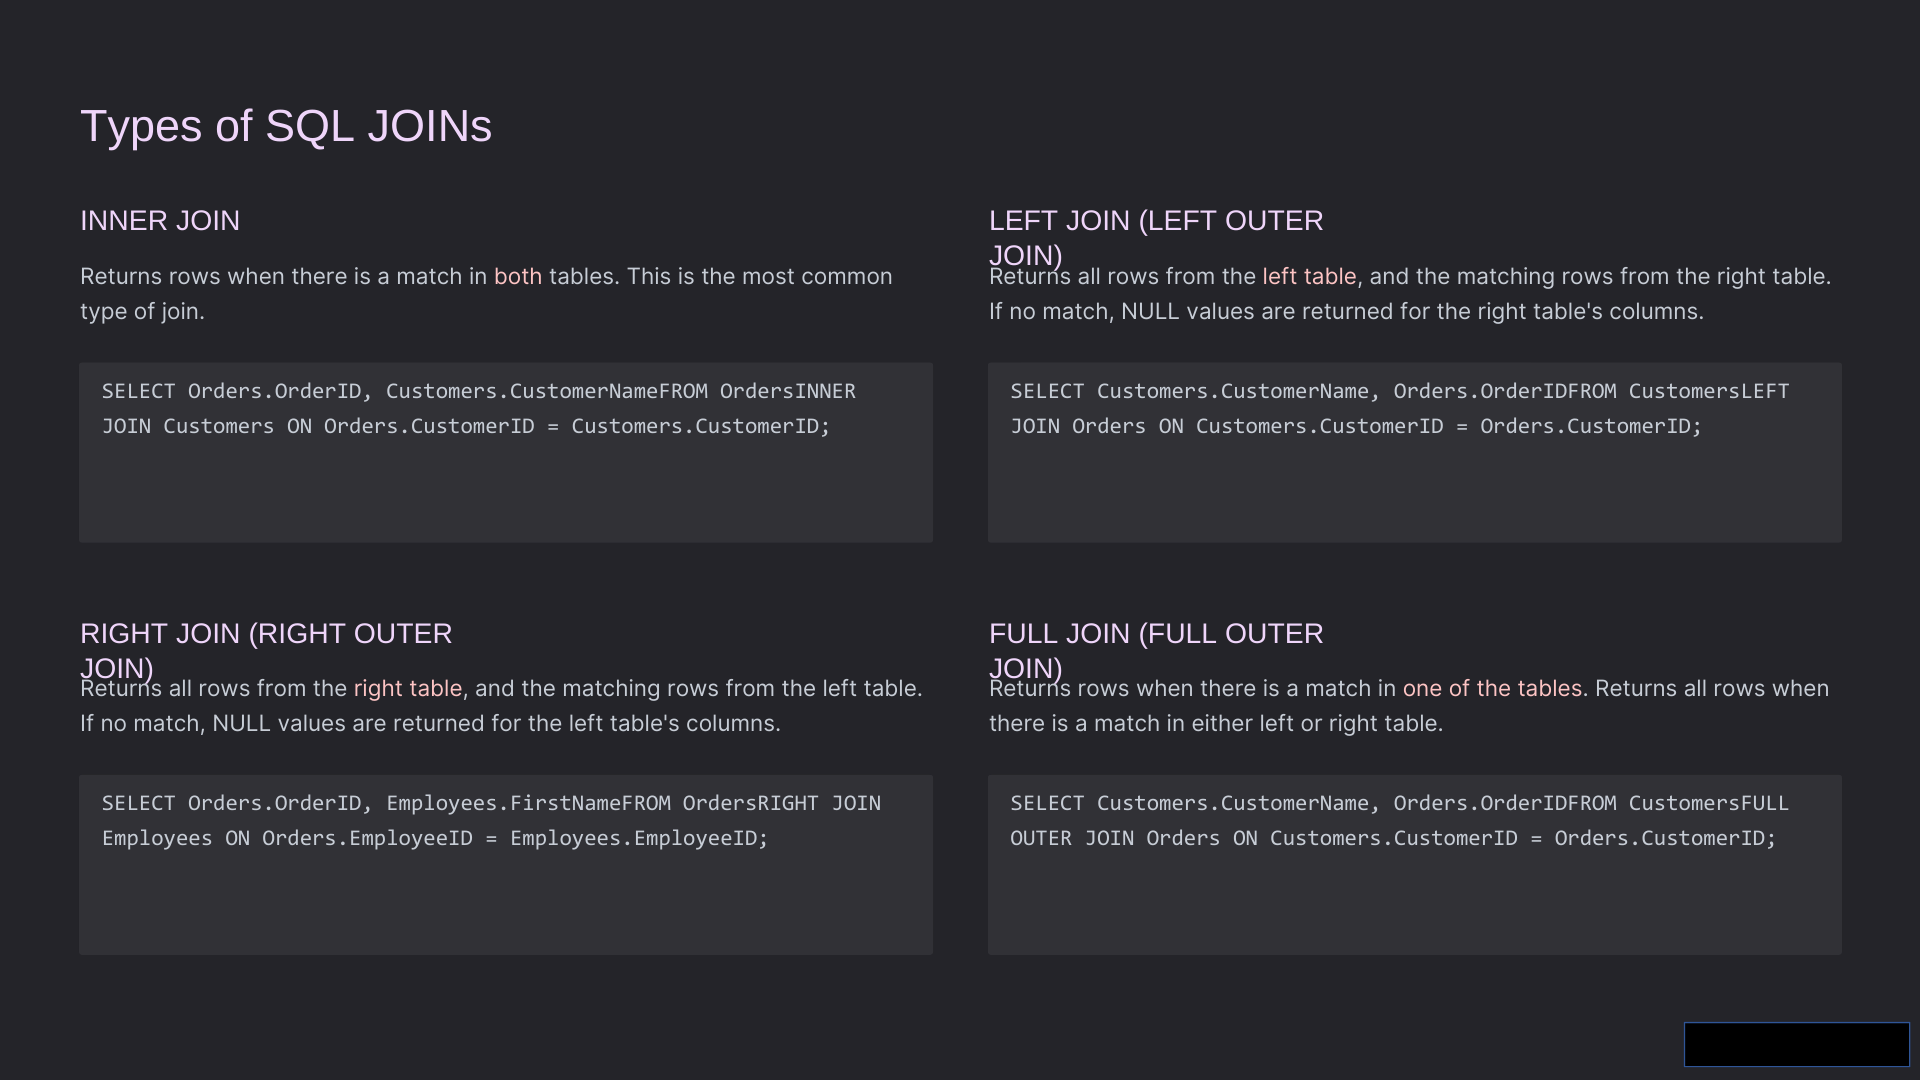 Types of SQL JOINs
INNER JOIN
Returns rows when there is a match in both tables. This is the most common
type of join.
SELECT Orders.OrderID, Customers.CustomerNameFROM OrdersINNER
JOIN Customers ON Orders.CustomerID = Customers.CustomerID;
LEFT JOIN (LEFT OUTER
JOIN)
Returns all rows from the left table, and the matching rows from the right table.
If no match, NULL values are returned for the right table's columns.
SELECT Customers.CustomerName, Orders.OrderIDFROM CustomersLEFT
JOIN Orders ON Customers.CustomerID = Orders.CustomerID;
RIGHT JOIN (RIGHT OUTER
JOIN)
Returns all rows from the right table, and the matching rows from the left table.
If no match, NULL values are returned for the left table's columns.
SELECT Orders.OrderID, Employees.FirstNameFROM OrdersRIGHT JOIN
Employees ON Orders.EmployeeID = Employees.EmployeeID;
FULL JOIN (FULL OUTER
JOIN)
Returns rows when there is a match in one of the tables. Returns all rows when
there is a match in either left or right table.
SELECT Customers.CustomerName, Orders.OrderIDFROM CustomersFULL
OUTER JOIN Orders ON Customers.CustomerID = Orders.CustomerID;